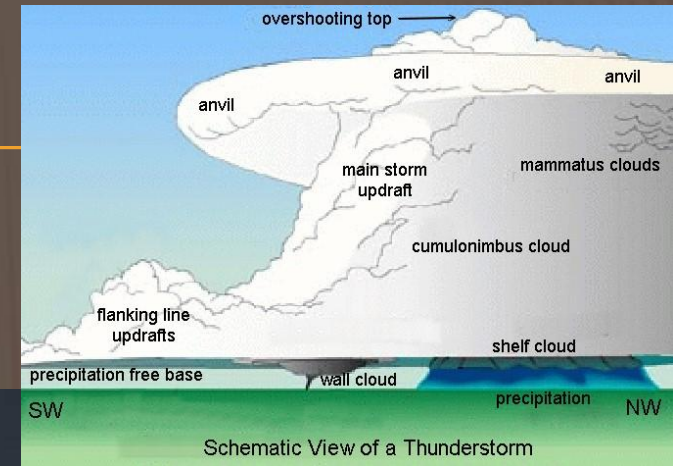 overshooting top
anvil
anvil
anvil
main storm
updraft
mammatus clouds
cumulonimbus cloud
flanking line
updrafts
shelf cloud
precipitation free base
wall cloud
precipitation
SW
NW
Schematic View of a Thunderstorm